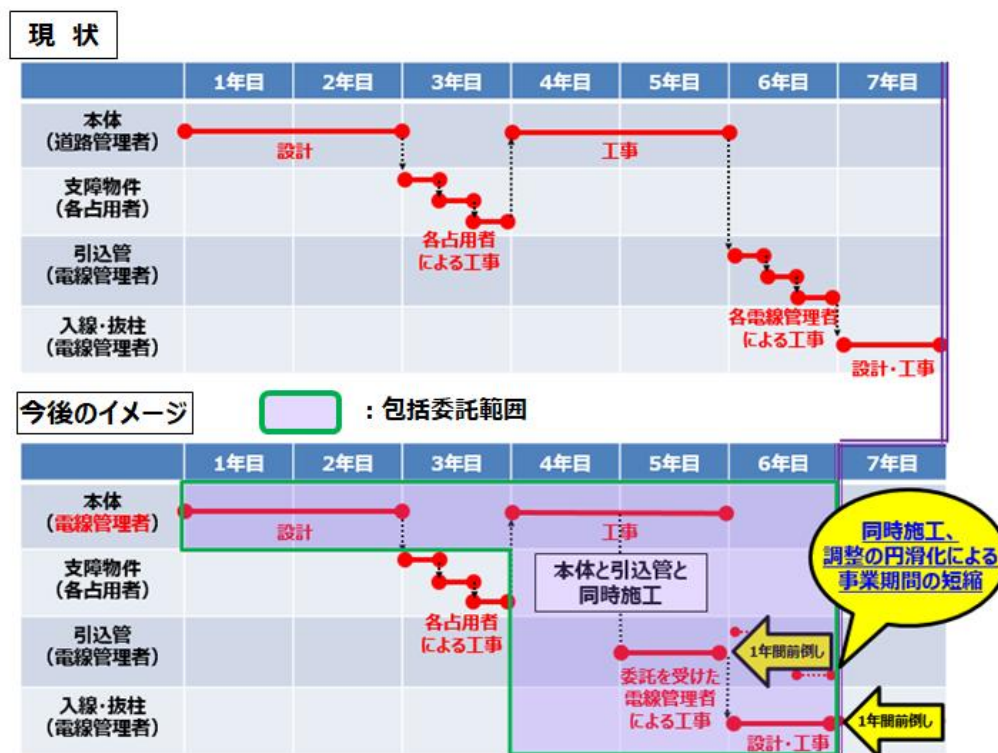 現 状
1年目 2年目 3年目 4年目 5年目 6年目 7年目
本体
（道路管理者）
設計
工事
支障物件
（各占用者）
各占用者
による工事
引込管
（電線管理者）
各電線管理者
による工事
入線・抜柱
（電線管理者）
設計・工事
今後のイメージ
：包括委託範囲
1年目 2年目 3年目 4年目 5年目 6年目 7年目
本体
（電線管理者）
設計
工事
同時施工、
調整の円滑化による
事業期間の短縮
支障物件
（各占用者）
各占用者
による工事
本体と引込管と
同時施工
引込管
（電線管理者）
1年間前倒し
委託を受けた
電線管理者
による工事
入線・抜柱
（電線管理者）
設計・工事
1年間前倒し